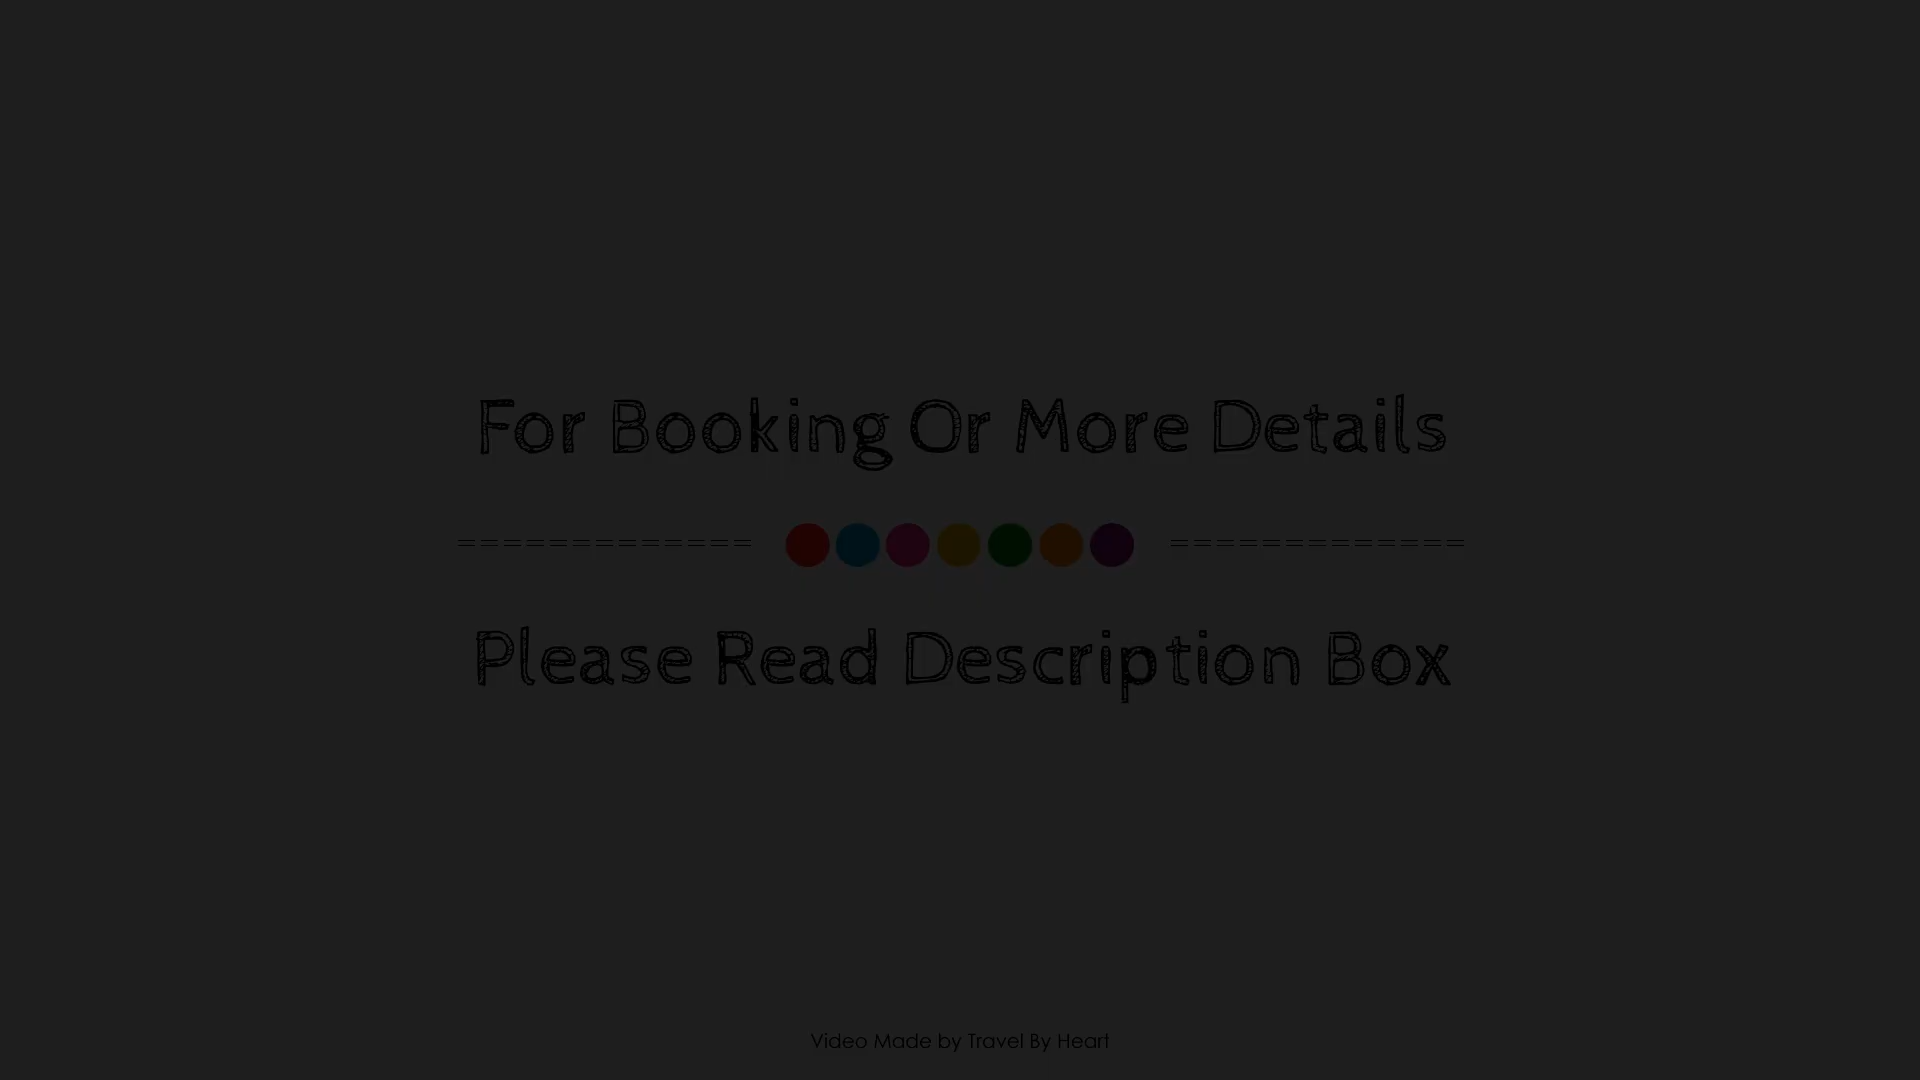 For Booking Or More Details
============= =============
Please Read Description Box
Video Made by Travel By Heart